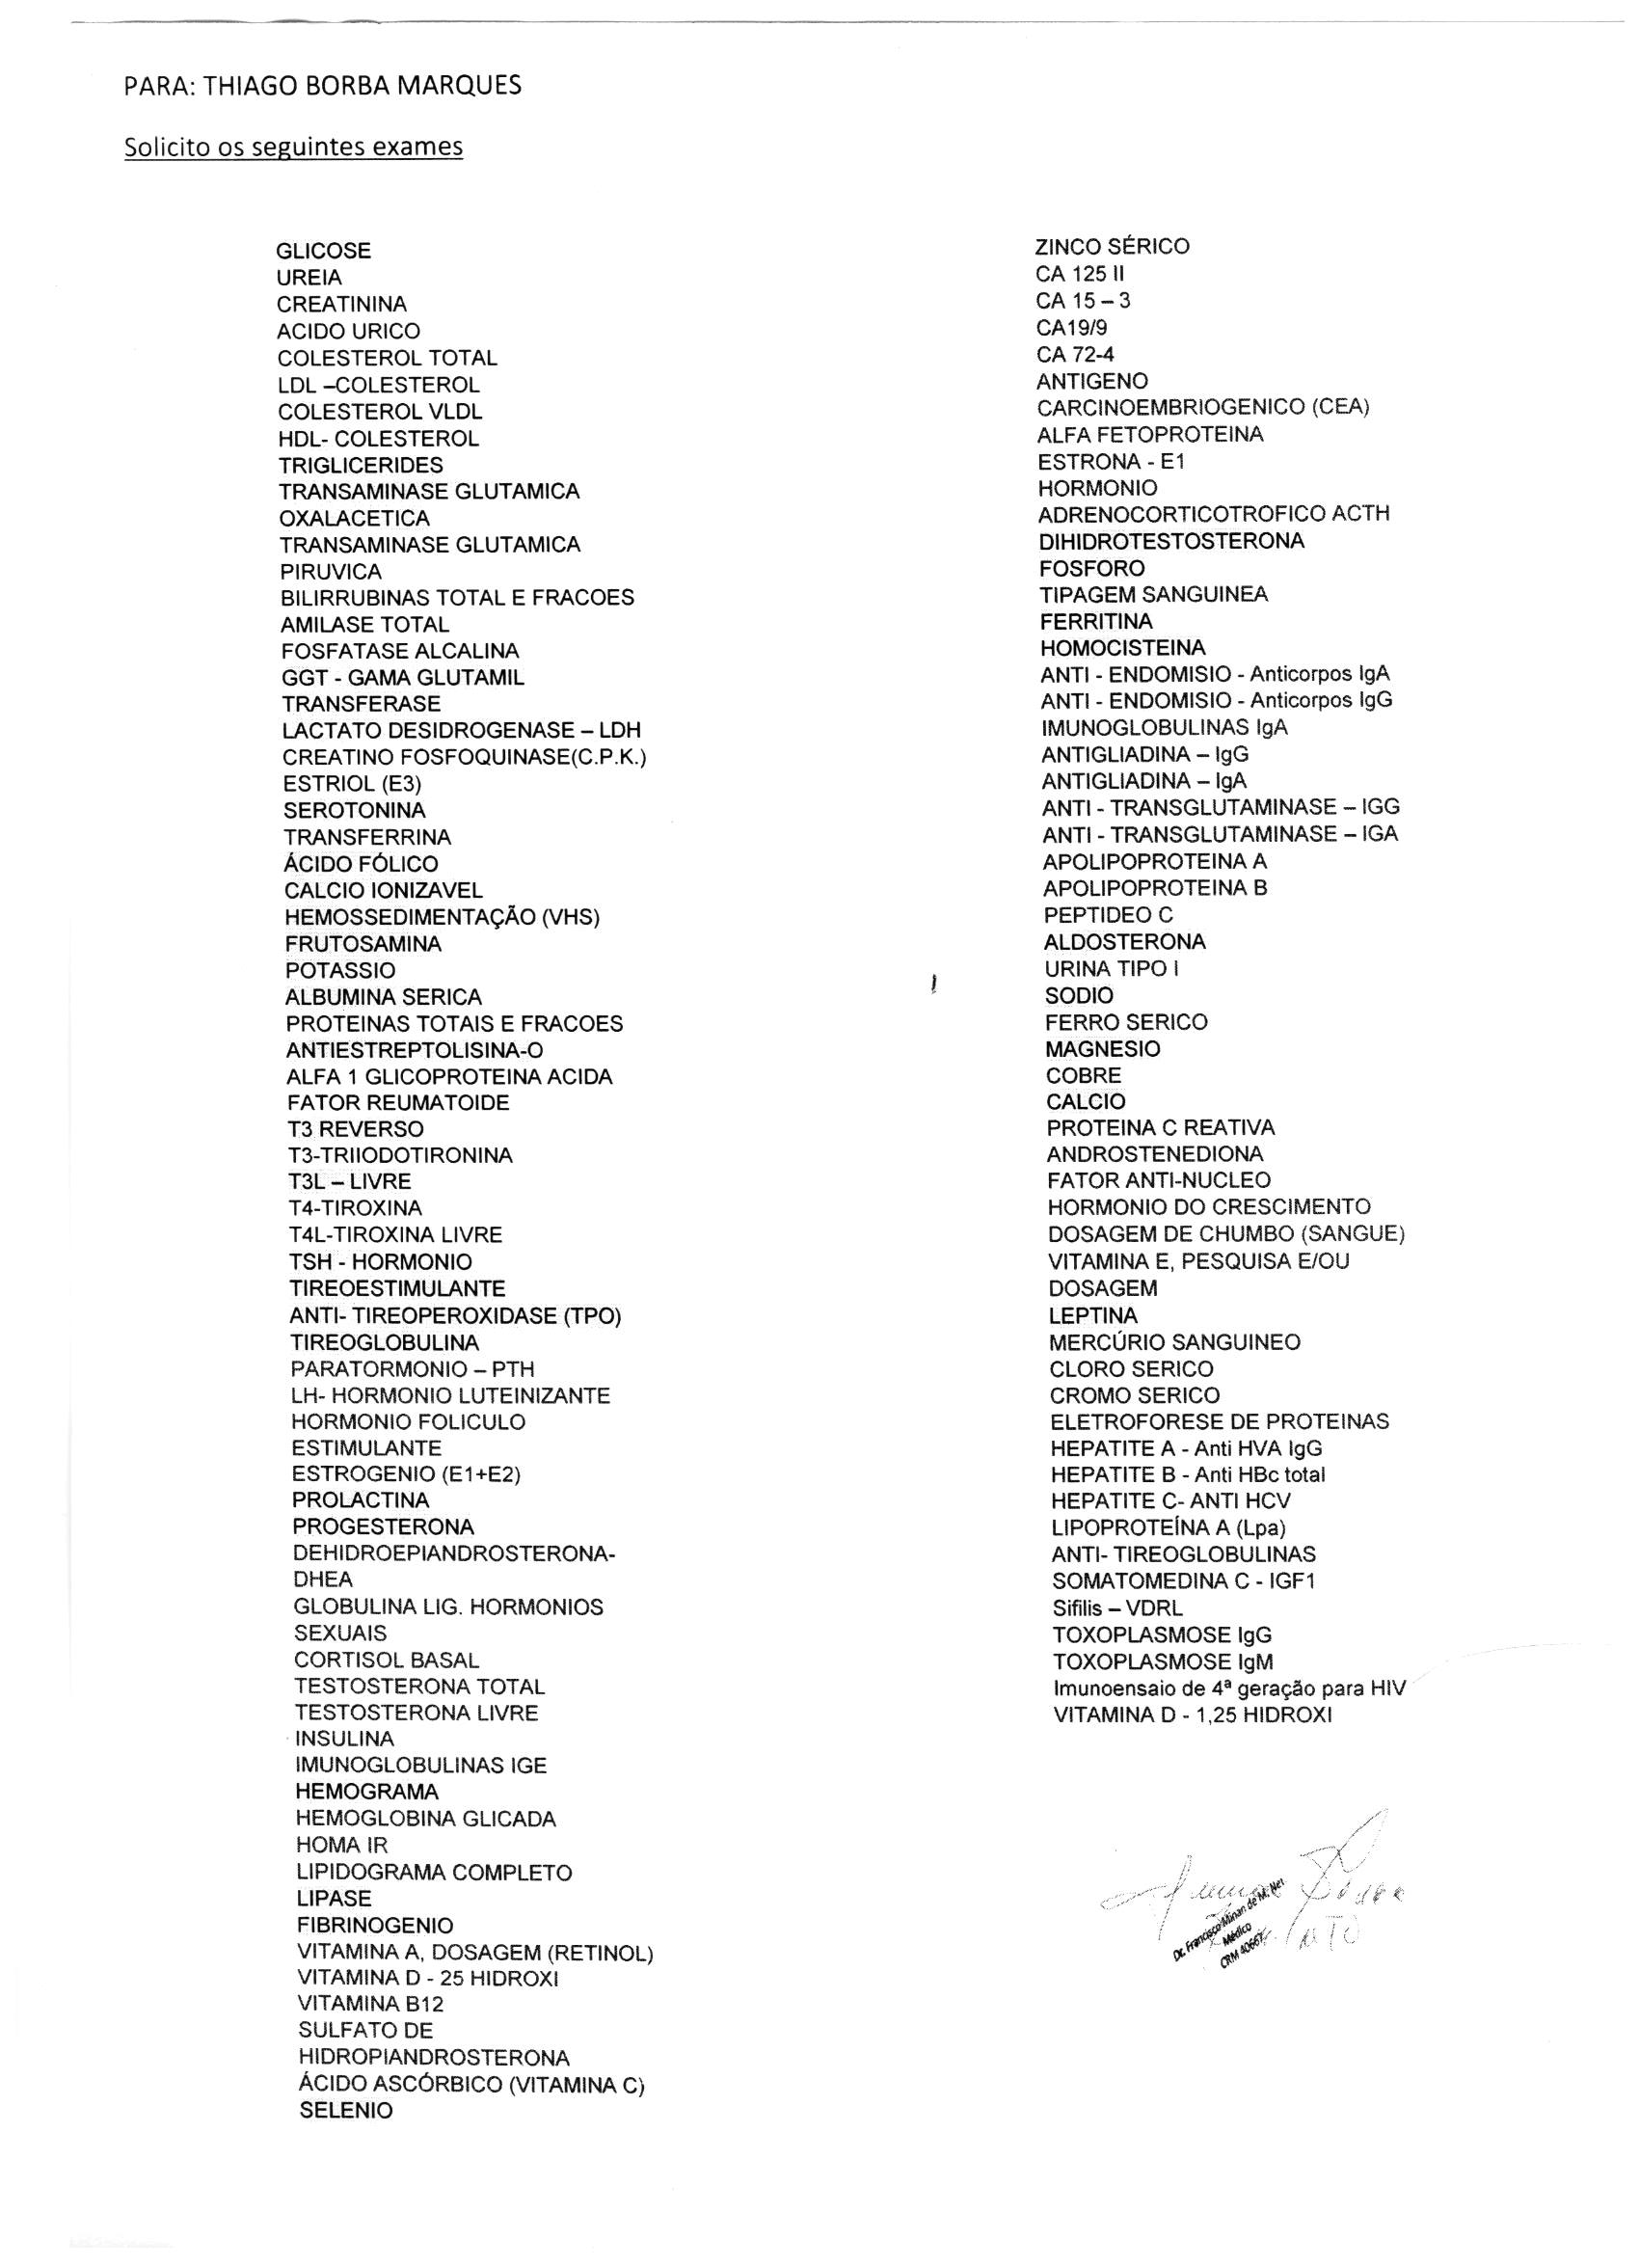 PARA: THIAGO BORBA MARQUES
Solicito os seguintes exames
GLICOSE
UREIA
CREATININA
ACIDO URICO
COLESTEROL TOTAL
LDL –COLESTEROL
COLESTEROL VLDL
HDL- COLESTEROL
TRIGLICERIDES
TRANSAMINASE GLUTAMICA
OXALACETICA
TRANSAMINASE GLUTAMICA
PIRUVICA
BILIRRUBINAS TOTAL E FRACOES
AMILASE TOTAL
FOSFATASE ALCALINA
GGT - GAMA GLUTAMIL
TRANSFERASE
LACTATO DESIDROGENASE – LDH
CREATINO FOSFOQUINASE(C.P.K.)
ESTRIOL (E3)
SEROTONINA
TRANSFERRINA
ÁCIDO FÓLICO
CALCIO IONIZAVEL
HEMOSSEDIMENTAÇÃO (VHS)
FRUTOSAMINA
POTASSIO
ALBUMINA SERICA
PROTEINAS TOTAIS E FRACOES
ANTIESTREPTOLISINA-O
ALFA 1 GLICOPROTEINA ACIDA
FATOR REUMATOIDE
T3 REVERSO
T3-TRIIODOTIRONINA
T3L – LIVRE
T4-TIROXINA
T4L-TIROXINA LIVRE
TSH - HORMONIO
TIREOESTIMULANTE
ANTI- TIREOPEROXIDASE (TPO)
TIREOGLOBULINA
PARATORMONIO – PTH
LH- HORMONIO LUTEINIZANTE
HORMONIO FOLICULO
ESTIMULANTE
ESTROGENIO (E1+E2)
PROLACTINA
PROGESTERONA
DEHIDROEPIANDROSTERONA-
DHEA
GLOBULINA LIG. HORMONIOS
SEXUAIS
CORTISOL BASAL
TESTOSTERONA TOTAL
TESTOSTERONA LIVRE
INSULINA
IMUNOGLOBULINAS IGE
HEMOGRAMA
HEMOGLOBINA GLICADA
HOMA IR
LIPIDOGRAMA COMPLETO
LIPASE
FIBRINOGENIO
VITAMINA A, DOSAGEM (RETINOL)
VITAMINA D - 25 HIDROXI
VITAMINA B12
SULFATO DE
HIDROPIANDROSTERONA
ÁCIDO ASCÓRBICO (VITAMINA C)
SELENIO
ZINCO SÉRICO
CA 125 II
CA 15 – 3
CA19/9
CA 72-4
ANTIGENO
CARCINOEMBRIOGENICO (CEA)
ALFA FETOPROTEINA
ESTRONA - E1
HORMONIO
ADRENOCORTICOTROFICO ACTH
DIHIDROTESTOSTERONA
FOSFORO
TIPAGEM SANGUINEA
FERRITINA
HOMOCISTEINA
ANTI - ENDOMISIO - Anticorpos IgA
ANTI - ENDOMISIO - Anticorpos IgG
IMUNOGLOBULINAS IgA
ANTIGLIADINA – IgG
ANTIGLIADINA – IgA
ANTI - TRANSGLUTAMINASE – IGG
ANTI - TRANSGLUTAMINASE – IGA
APOLIPOPROTEINA A
APOLIPOPROTEINA B
PEPTIDEO C
ALDOSTERONA
URINA TIPO I
SODIO
FERRO SERICO
MAGNESIO
COBRE
CALCIO
PROTEINA C REATIVA
ANDROSTENEDIONA
FATOR ANTI-NUCLEO
HORMONIO DO CRESCIMENTO
DOSAGEM DE CHUMBO (SANGUE)
VITAMINA E, PESQUISA E/OU
DOSAGEM
LEPTINA
MERCÚRIO SANGUINEO
CLORO SERICO
CROMO SERICO
ELETROFORESE DE PROTEINAS
HEPATITE A - Anti HVA IgG
HEPATITE B - Anti HBc total
HEPATITE C- ANTI HCV
LIPOPROTEÍNA A (Lpa)
ANTI- TIREOGLOBULINAS
SOMATOMEDINA C - IGF1
Sifilis – VDRL
TOXOPLASMOSE IgG
TOXOPLASMOSE IgM
Imunoensaio de 4ª geração para HIV
VITAMINA D - 1,25 HIDROXI
Dr. Francisco de M.
Médico
CRM